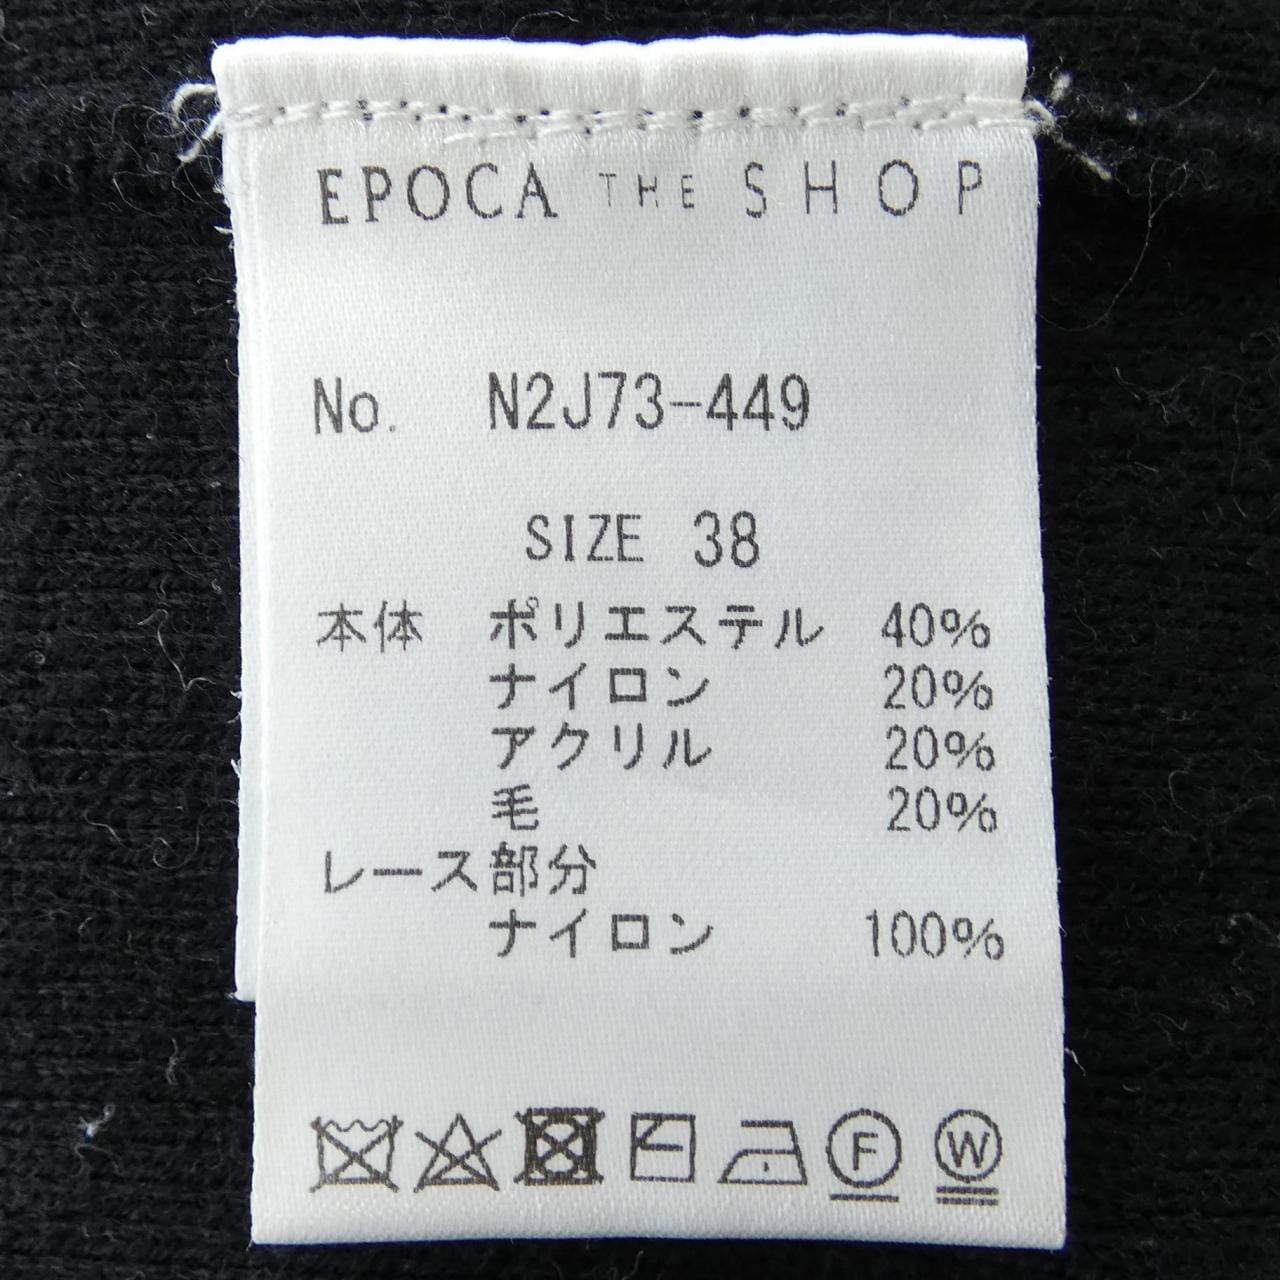 EPOCA THE SHOP
No. N2J73-449
SIZE 38
本体 ポリエステル 40%
ナイロン 20%
アクリル 20%
毛 20%
レース部分
ナイロン 100%
F W